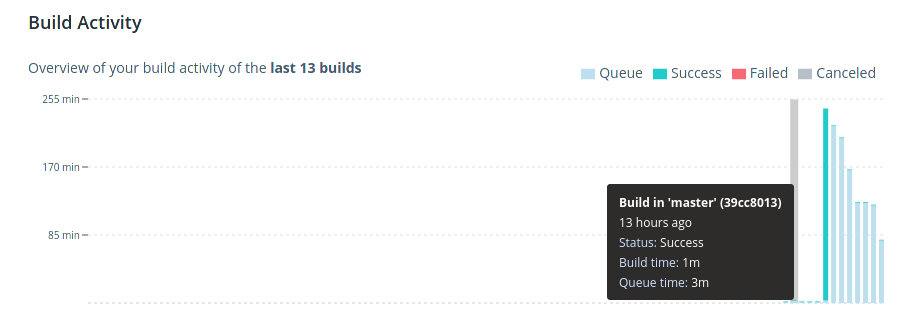 Build Activity
Overview of your build activity of the last 13 builds
Queue Success Failed Canceled
255 min
170 min
85 min
Build in 'master' (39cc8013)
13 hours ago
Status: Success
Build time: 1m
Queue time: 3m